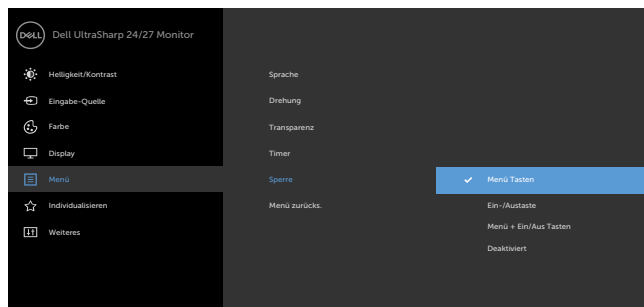 DELL Dell UltraSharp 24/27 Monitor
Helligkeit/Kontrast
Eingabe-Quelle
Farbe
Display
Menü
Individualisieren
Weiteres
Sprache
Drehung
Transparenz
Timer
Sperre
Menü zurücks.
Menü Tasten
Ein-/Austaste
Menü + Ein/Aus Tasten
Deaktiviert